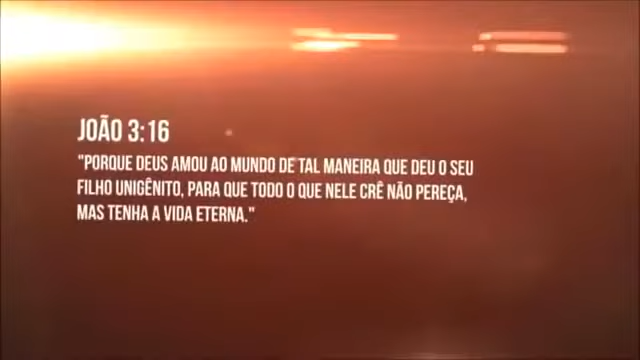 JOÃO 3:16
"PORQUE DEUS AMOU AO MUNDO DE TAL MANEIRA QUE DEU O SEU
FILHO UNIGÊNITO, PARA QUE TODO O QUE NELE CRÊ NÃO PEREÇA,
MAS TENHA A VIDA ETERNA."